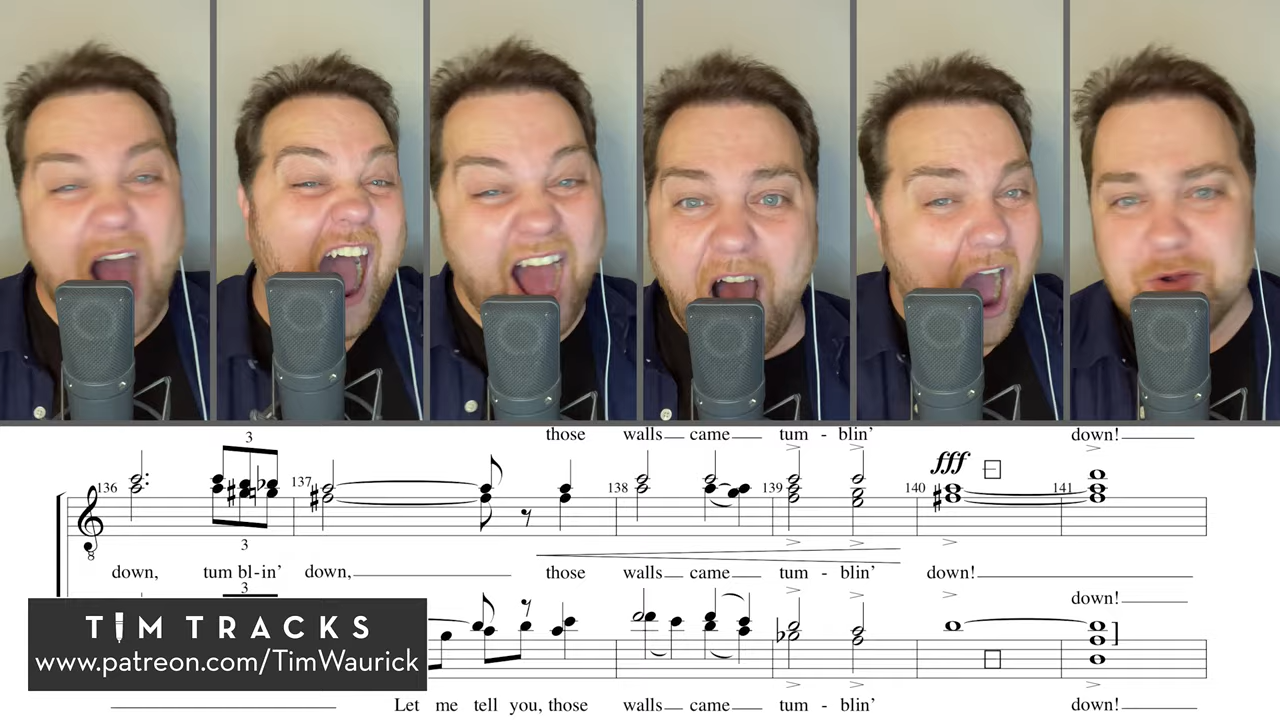 3
those walls came tum - blin’ down!
136 137 138 139 140 fff 141
8
3
down, tum bl-in’ down, those walls came tum - blin’ down!
3
down!
TIM TRACKS
www.patreon.com/TimWaurick
Let me tell you, those walls came tum - blin’ down!